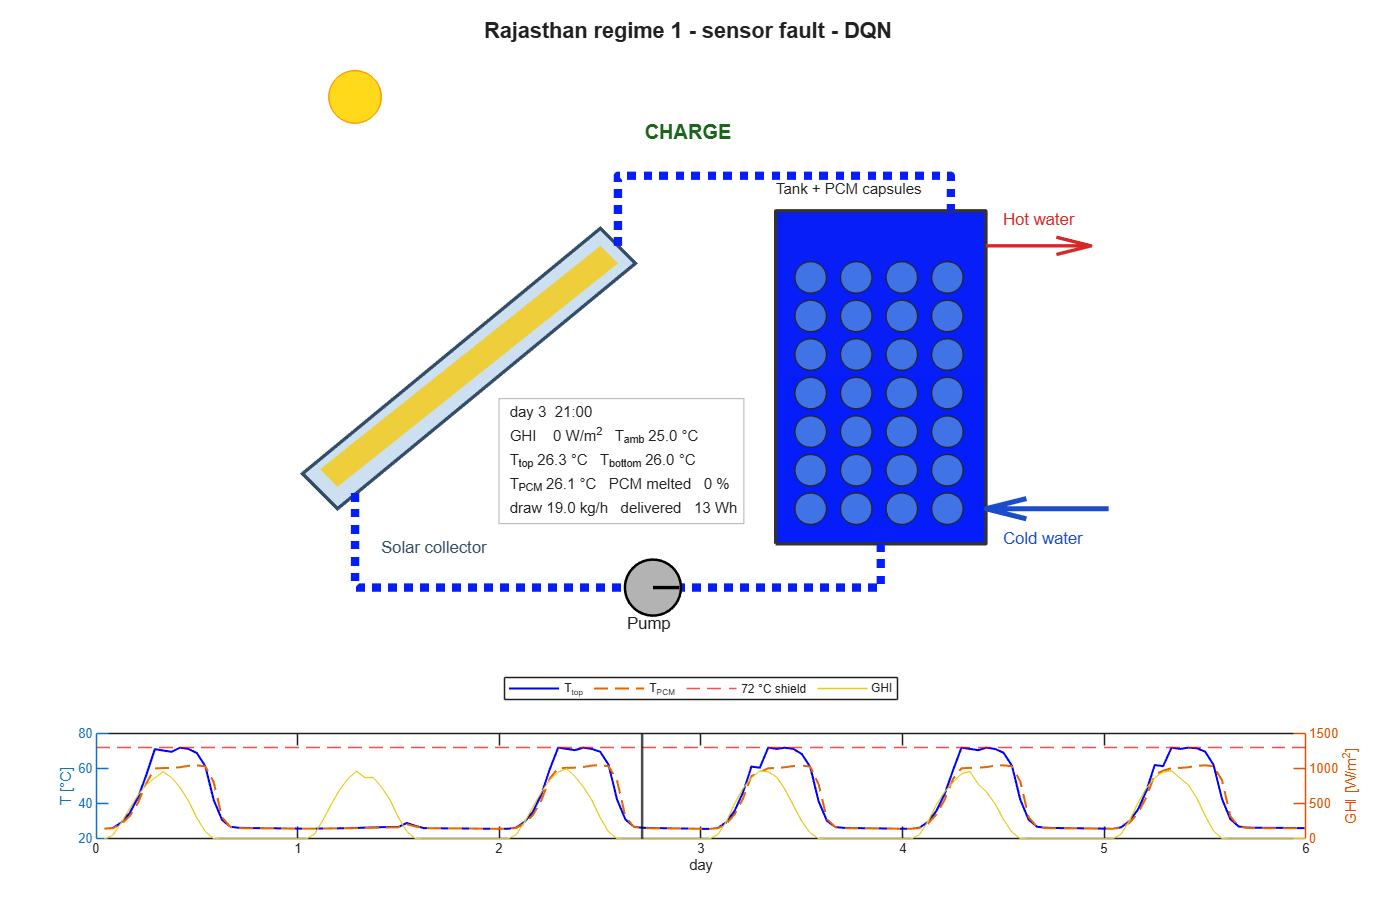 Rajasthan regime 1 - sensor fault - DQN
CHARGE
Tank + PCM capsules
Hot water
day 3  21:00
GHI    0 W/m²   Tamb 25.0 °C
Ttop 26.3 °C   Tbottom 26.0 °C
TPCM 26.1 °C   PCM melted   0 %
draw 19.0 kg/h   delivered   13 Wh
Cold water
Solar collector
Pump
Ttop   TPCM   72 °C shield   GHI
80
60
40
20
T [°C]
1500
1000
500
0
GHI [W/m²]
0 1 2 3 4 5 6
day